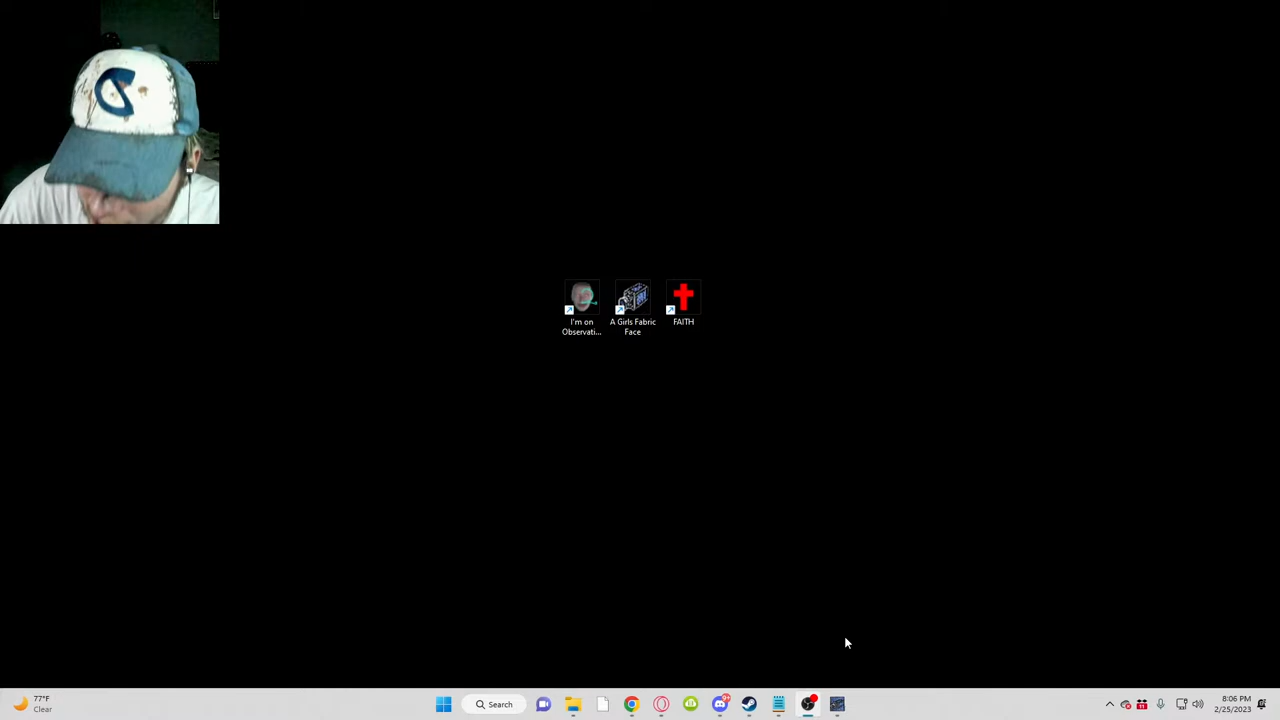 I'm on
Observati...
A Girls Fabric
Face
FAITH
77°F
Clear
Search
8:06 PM
2/25/2023